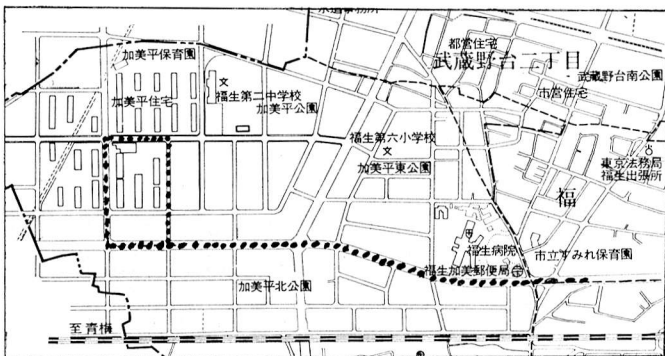 加美平保育園
都営住宅
武蔵野台二丁目
武蔵野台南公園
文
加美平住宅
福生第二中学校
加美平公園
市営住宅
福生第六小学校
文
加美平東公園
東京法務局
福生出張所
福
福生病院
市立すみれ保育園
福生加美郵便局
加美平北公園
至青梅